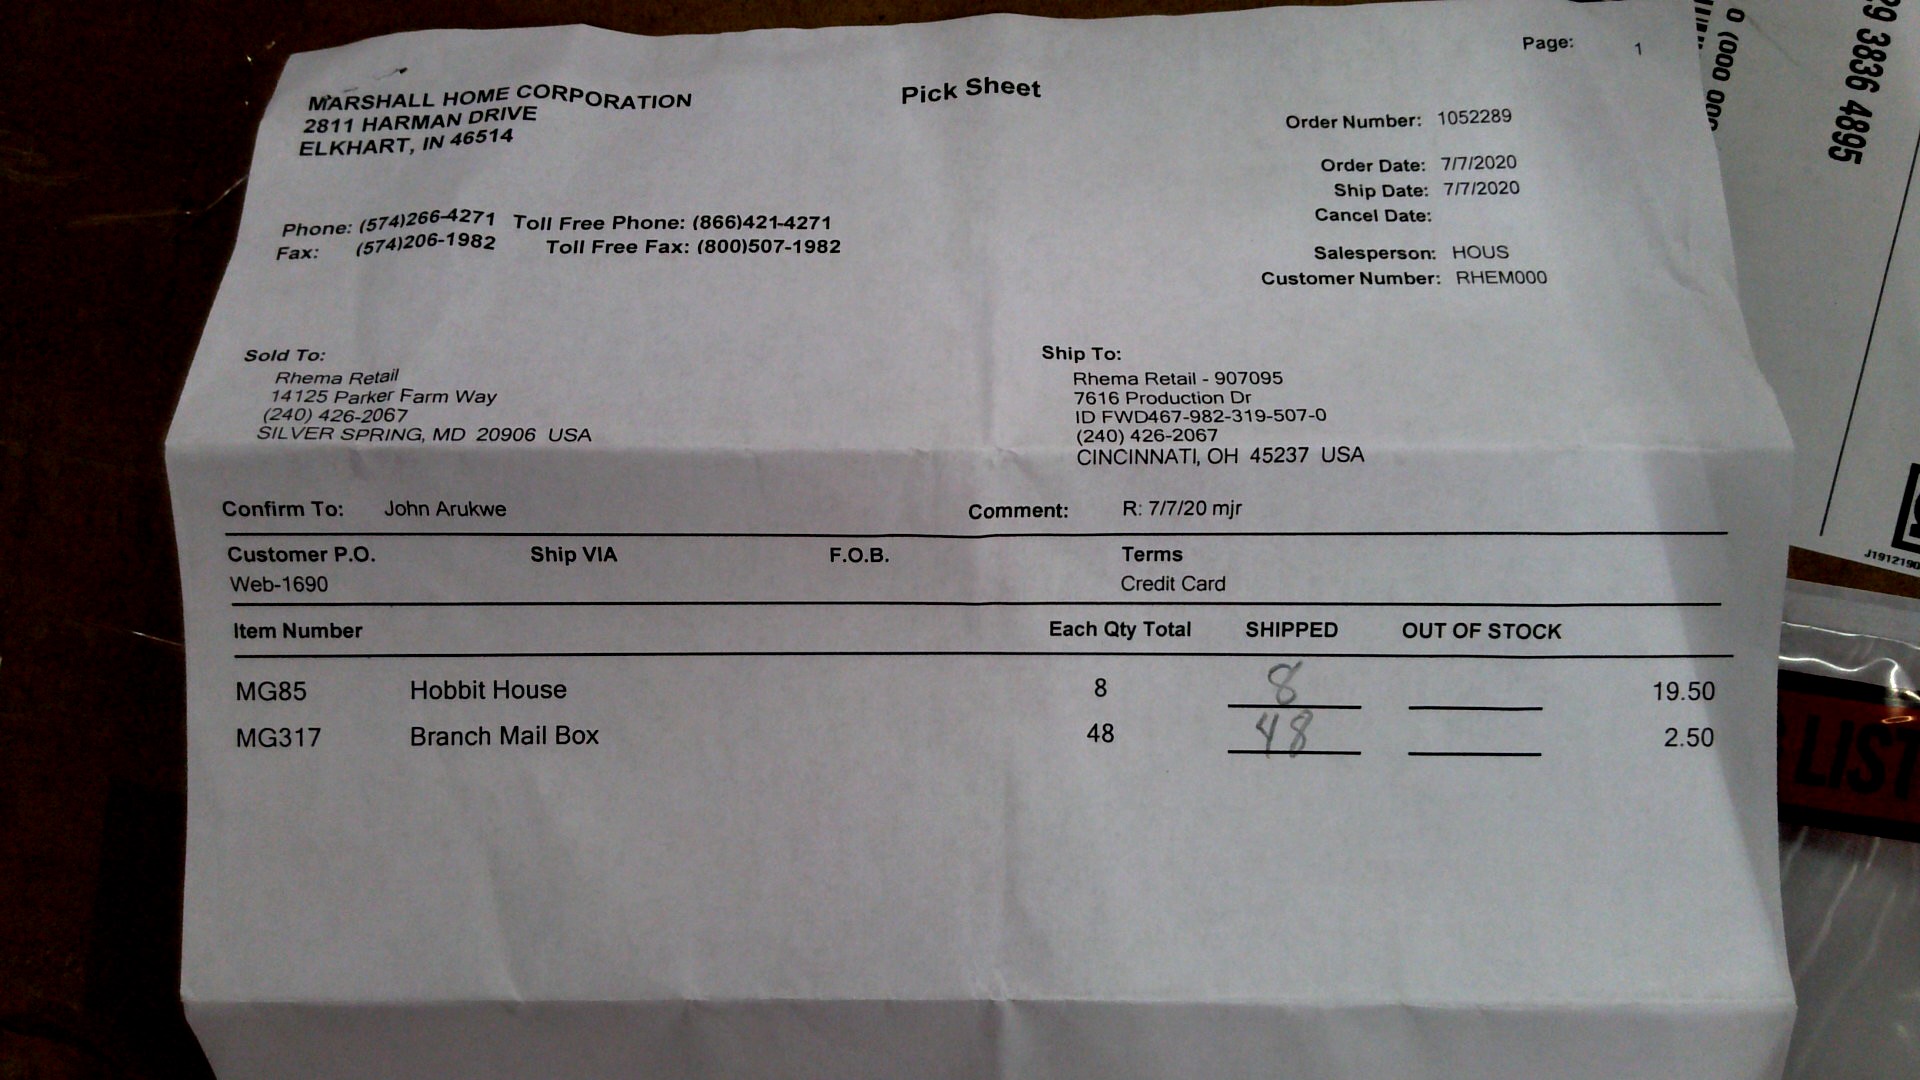 Page: 1
MARSHALL HOME CORPORATION
2811 HARMAN DRIVE
ELKHART, IN 46514
Pick Sheet
Order Number: 1052289
Order Date: 7/7/2020
Ship Date: 7/7/2020
Cancel Date:
Phone: (574)266-4271 Toll Free Phone: (866)421-4271
Fax: (574)206-1982 Toll Free Fax: (800)507-1982
Salesperson: HOUS
Customer Number: RHEM000
Sold To:
Rhema Retail
14125 Parker Farm Way
(240) 426-2067
SILVER SPRING, MD 20906 USA
Ship To:
Rhema Retail - 907095
7616 Production Dr
ID FWD467-982-319-507-0
(240) 426-2067
CINCINNATI, OH 45237 USA
Confirm To: John Arukwe Comment: R: 7/7/20 mjr
Customer P.O. Ship VIA F.O.B. Terms
Web-1690 Credit Card
Item Number Each Qty Total SHIPPED OUT OF STOCK
MG85 Hobbit House 8 8 19.50
MG317 Branch Mail Box 48 48 2.50
29 3836 4895
0 (000 000
J1912190
LIST